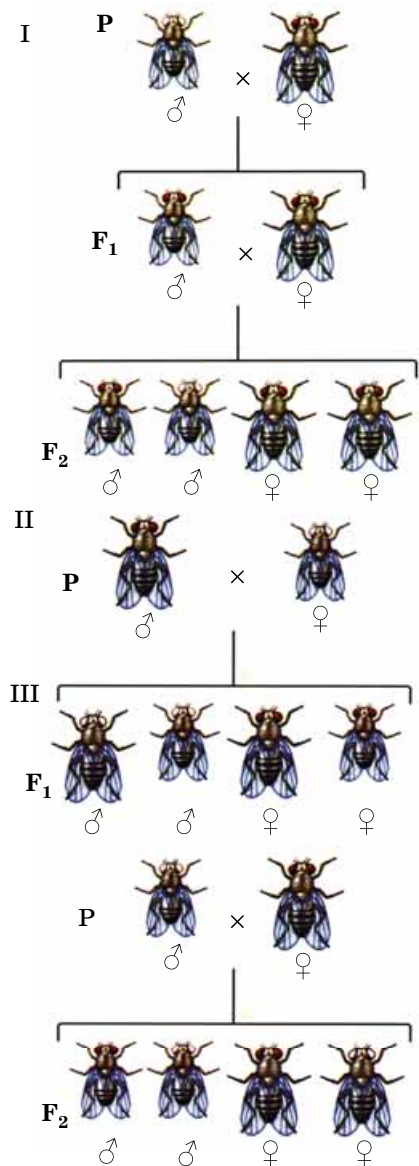 I P
♂ × ♀
F₁
♂ × ♀
F₂
♂ ♂ ♀ ♀
II
P ♂ × ♀
III
F₁
♂ ♂ ♀ ♀
P ♂ × ♀
F₂
♂ ♂ ♀ ♀